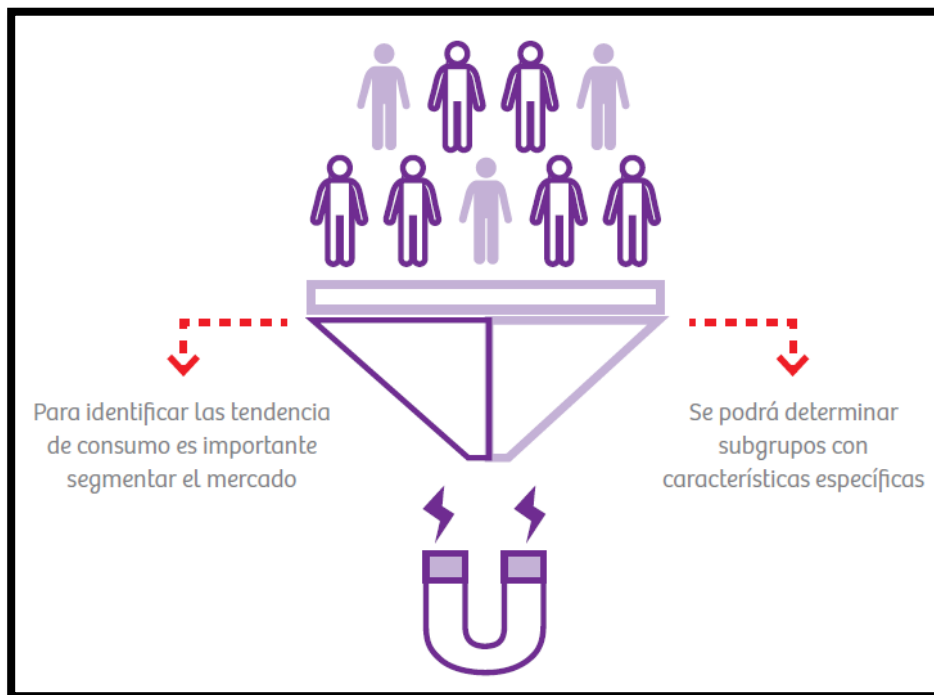 Para identificar las tendencia
de consumo es importante
segmentar el mercado
Se podrá determinar
subgrupos con
características específicas